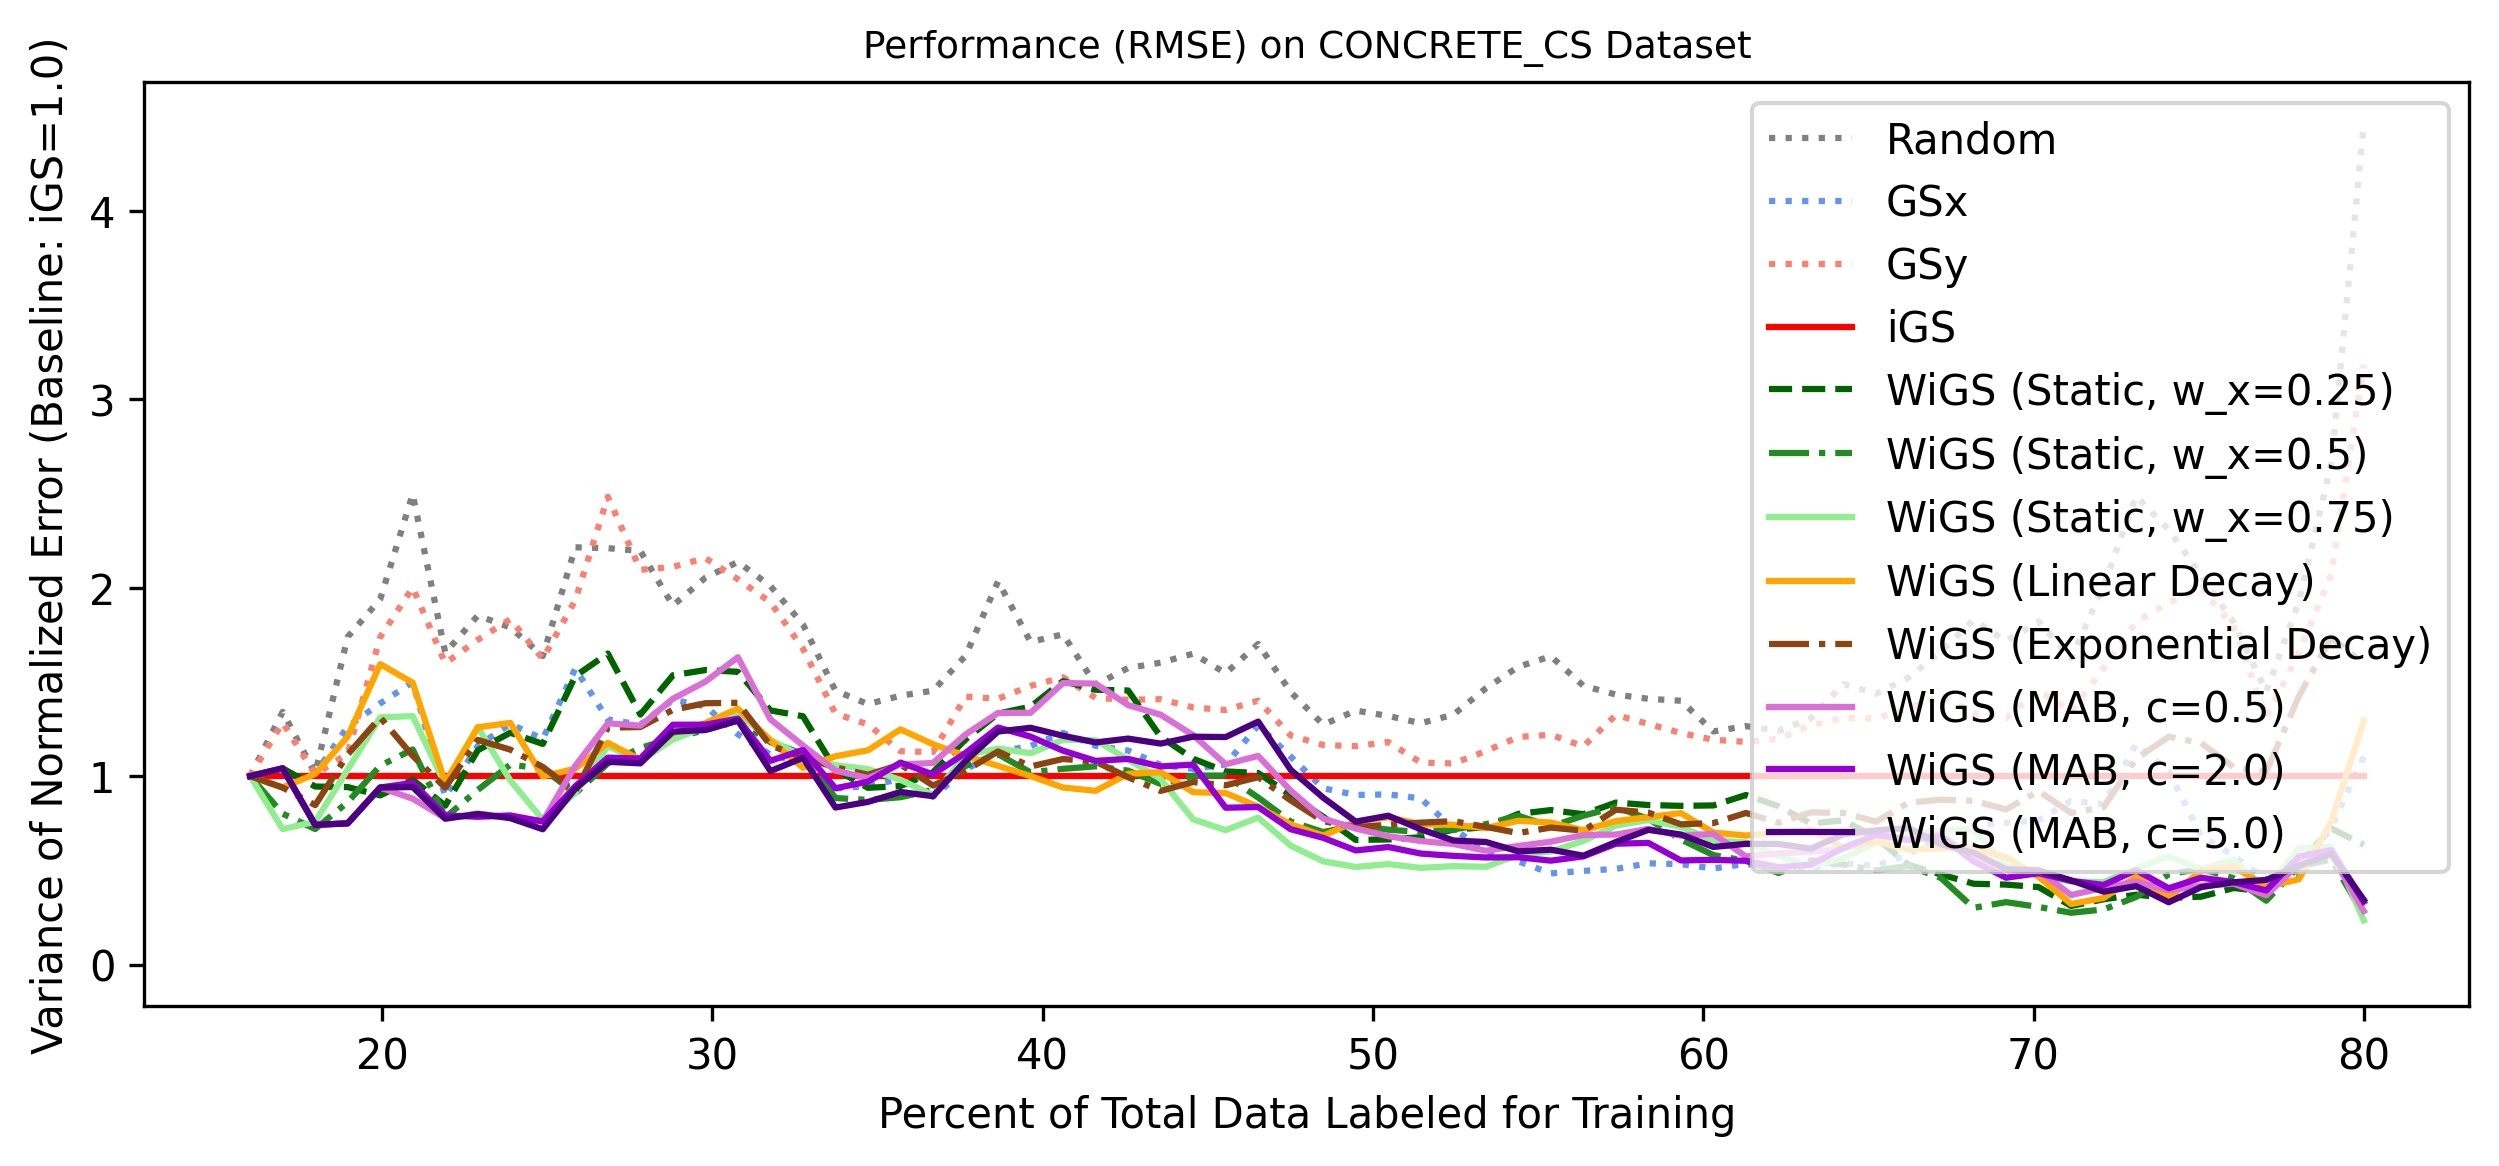 Performance (RMSE) on CONCRETE_CS Dataset
Variance of Normalized Error (Baseline: iGS=1.0)
4
3
2
1
0
20 30 40 50 60 70 80
Percent of Total Data Labeled for Training
Random
GSx
GSy
iGS
WiGS (Static, w_x=0.25)
WiGS (Static, w_x=0.5)
WiGS (Static, w_x=0.75)
WiGS (Linear Decay)
WiGS (Exponential Decay)
WiGS (MAB, c=0.5)
WiGS (MAB, c=2.0)
WiGS (MAB, c=5.0)